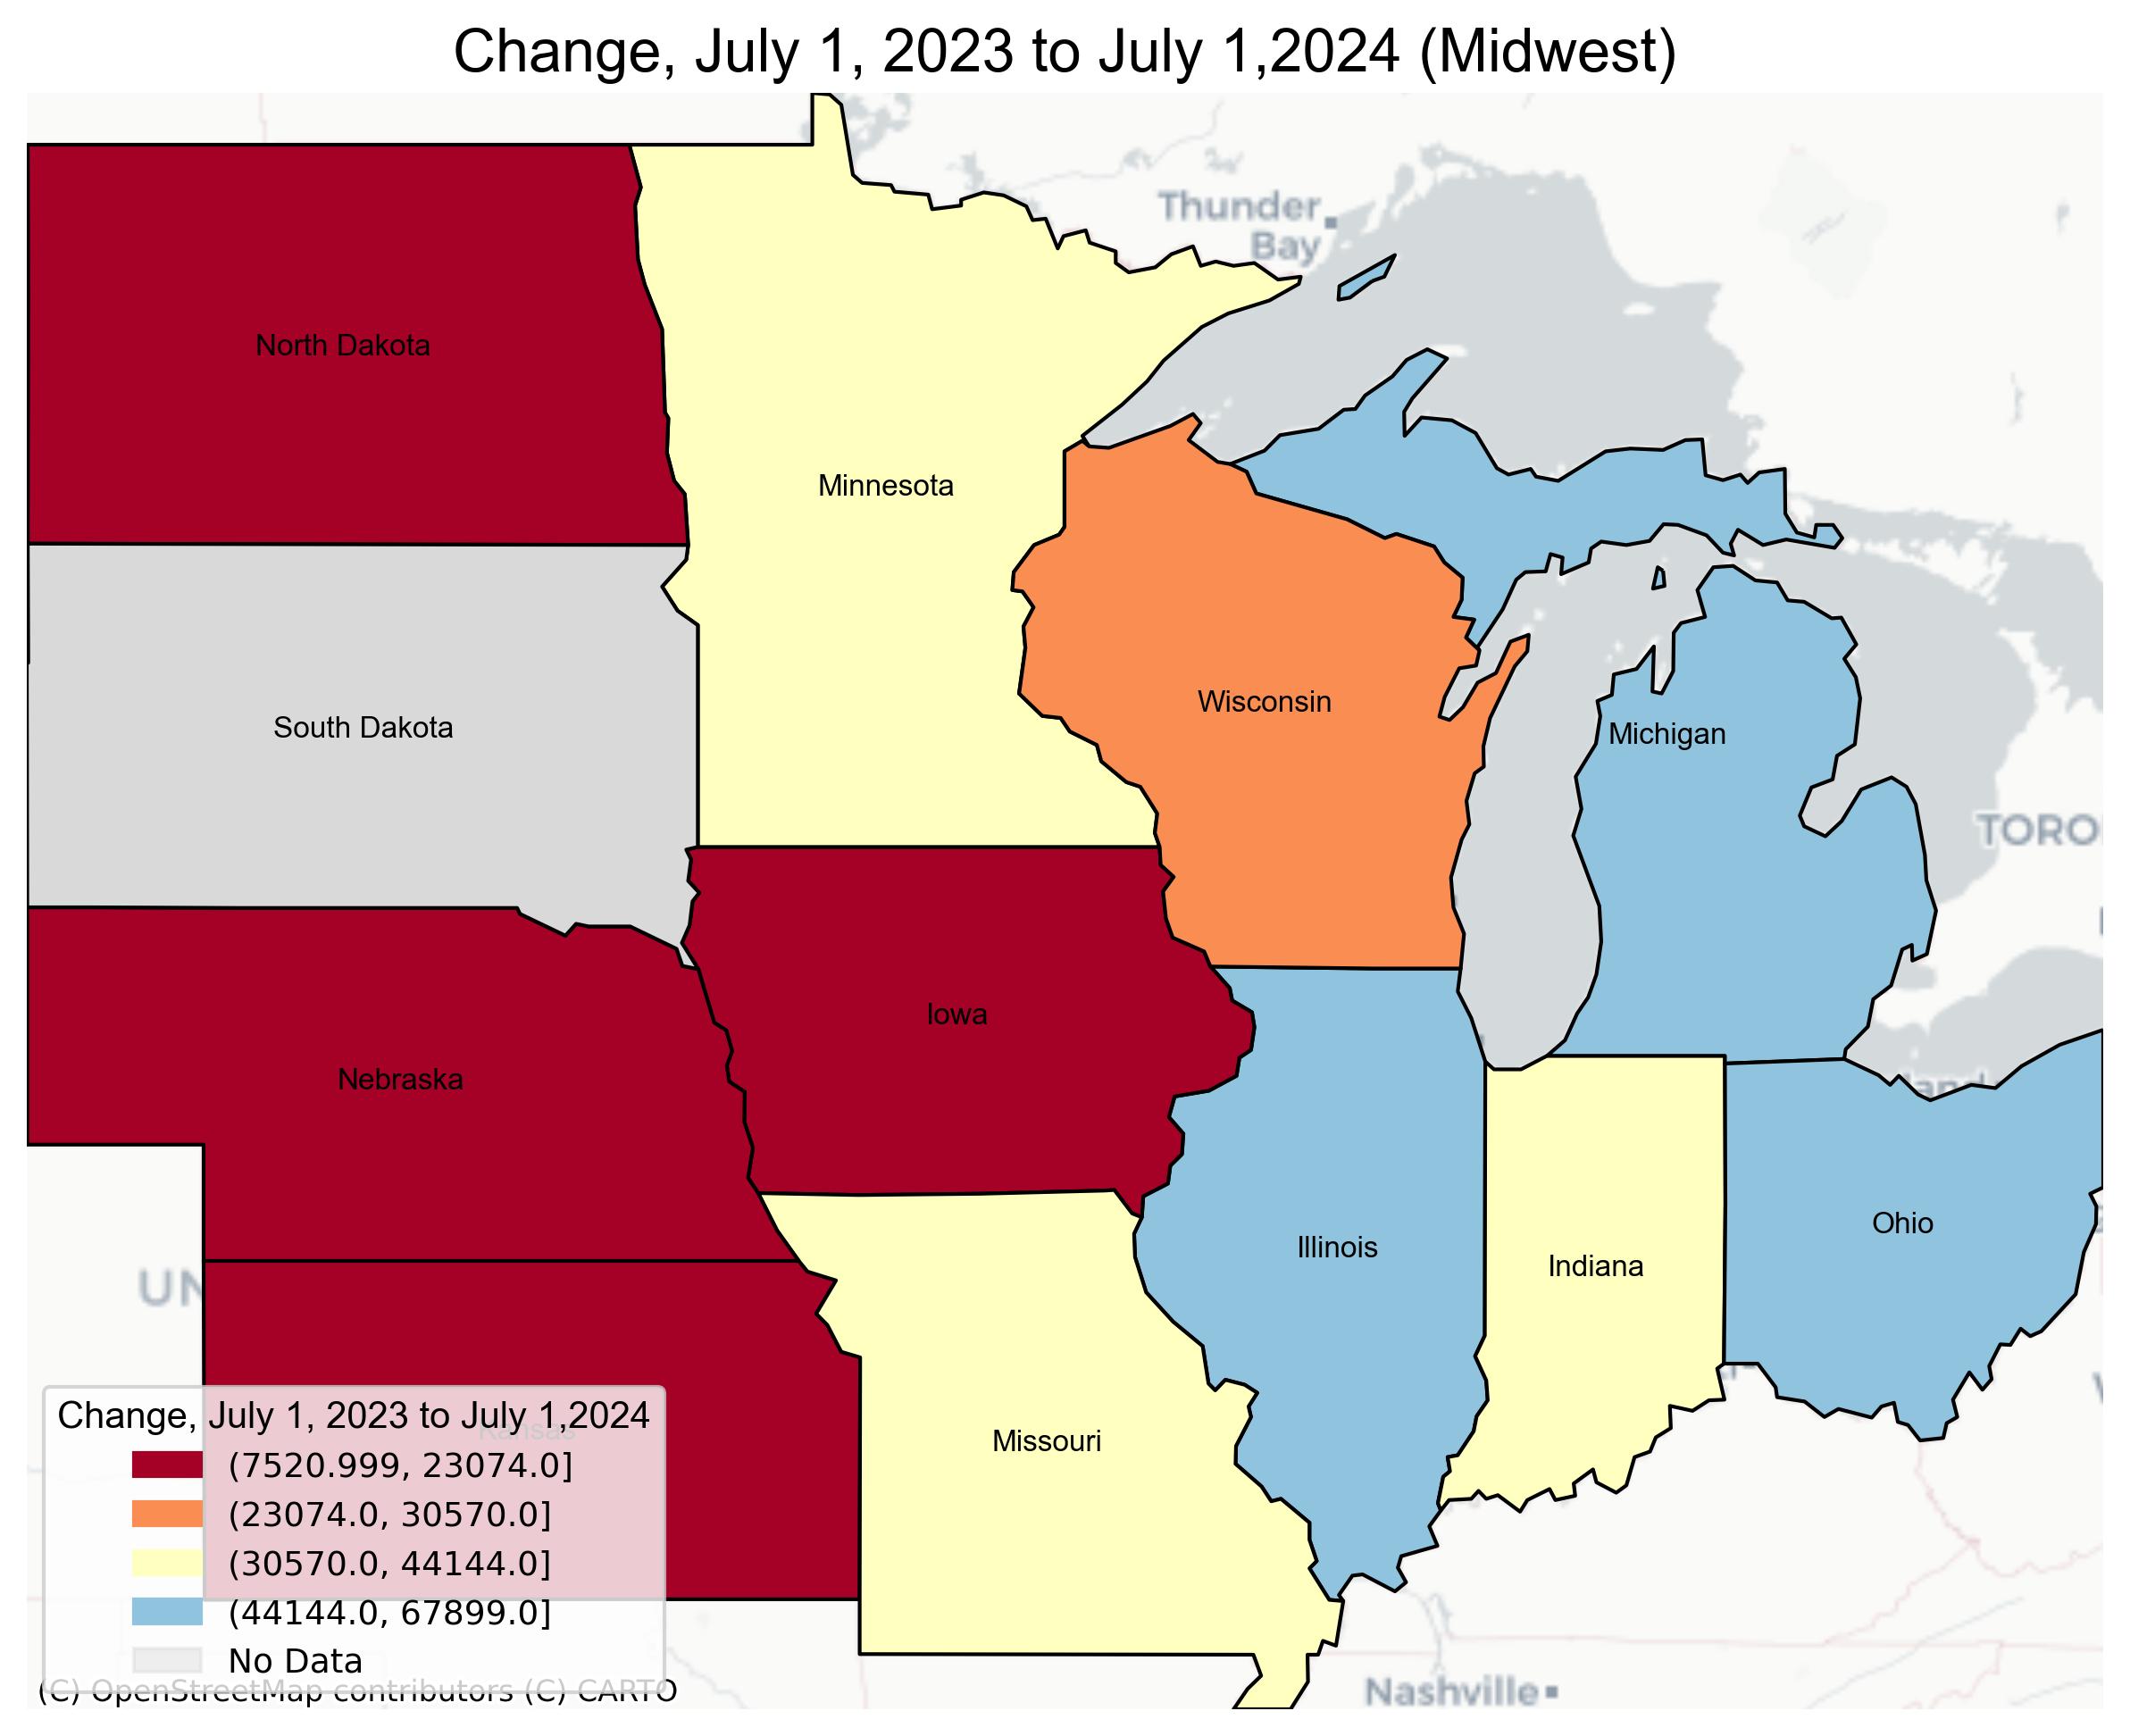 Change, July 1, 2023 to July 1,2024 (Midwest)
Thunder
Bay
North Dakota
Minnesota
Wisconsin
South Dakota
Michigan
TORO
Iowa
Nebraska
Ohio
Illinois
Indiana
UN
Kansas
Missouri
Change, July 1, 2023 to July 1,2024
(7520.999, 23074.0]
(23074.0, 30570.0]
(30570.0, 44144.0]
(44144.0, 67899.0]
No Data
(C) OpenStreetMap contributors (C) CARTO
Nashville